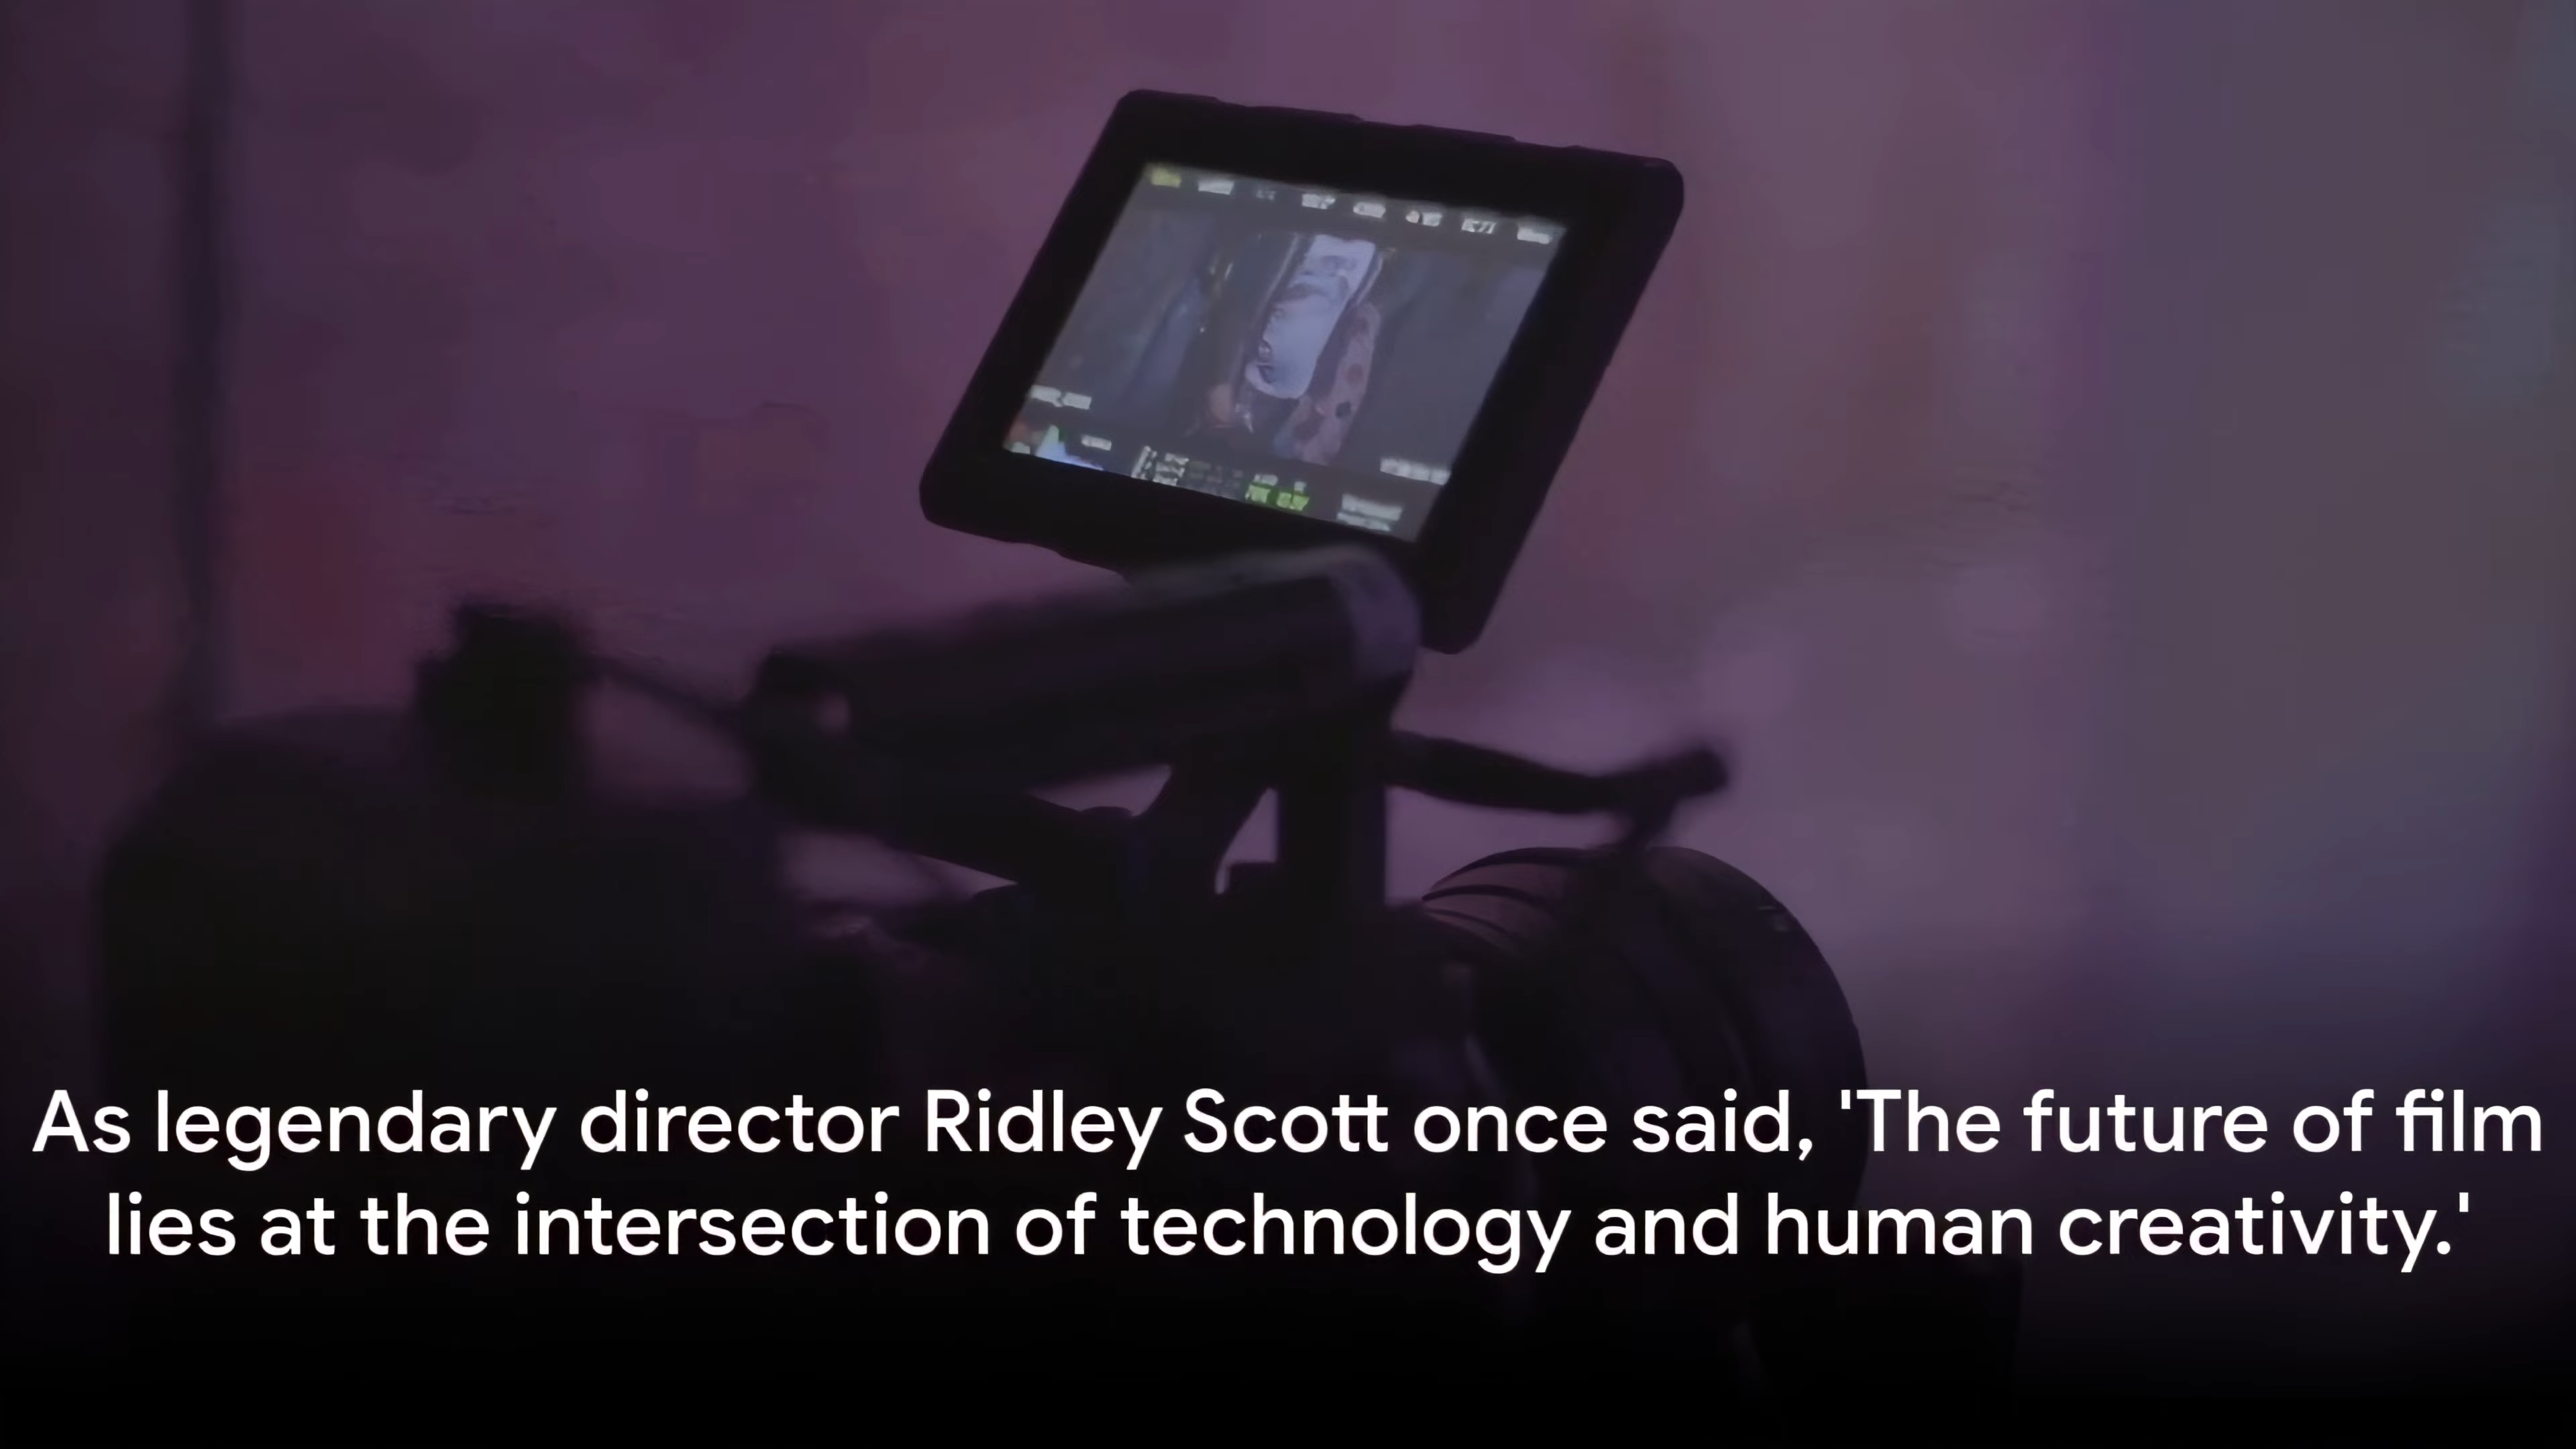 As legendary director Ridley Scott once said, 'The future of film
lies at the intersection of technology and human creativity.'